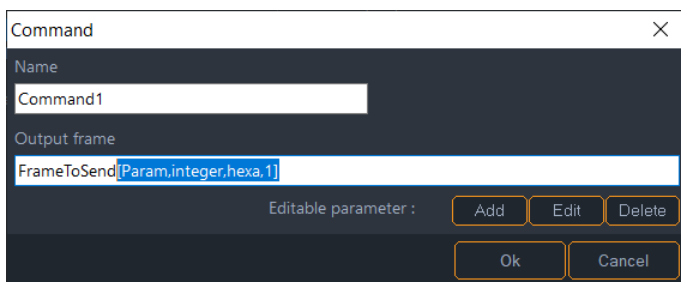 Command
Name
Command1
Output frame
FrameToSend[Param,integer,hexa,1]
Editable parameter : Add Edit Delete
Ok Cancel